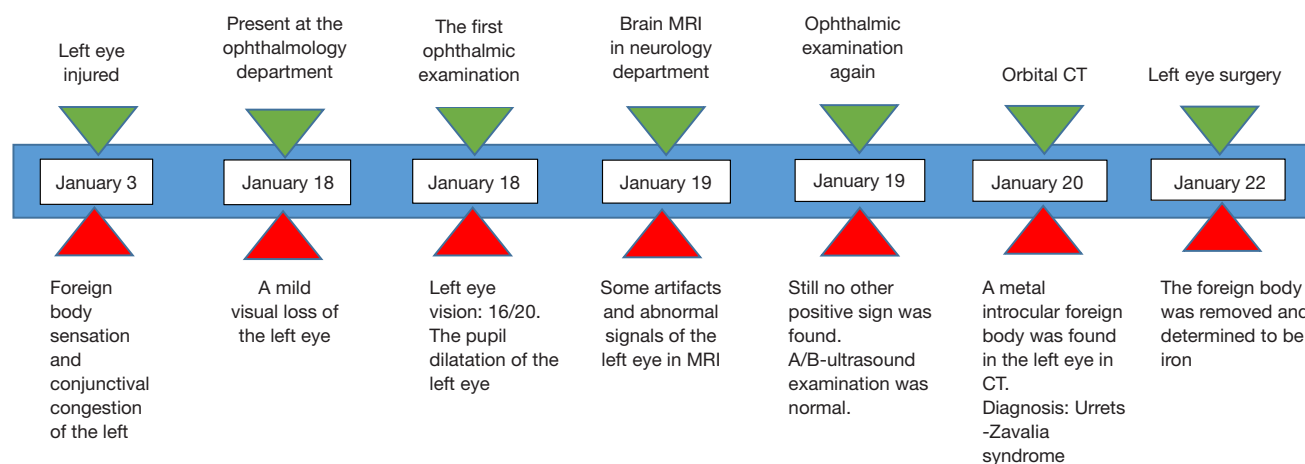 Left eye
injured
Present at the
ophthalmology
department
The first
ophthalmic
examination
Brain MRI
in neurology
department
Ophthalmic
examination
again
Orbital CT
Left eye surgery
January 3
January 18
January 18
January 19
January 19
January 20
January 22
Foreign
body
sensation
and
conjunctival
congestion
of the left
A mild
visual loss of
the left eye
Left eye
vision: 16/20.
The pupil
dilatation of the
left eye
Some artifacts
and abnormal
signals of the
left eye in MRI
Still no other
positive sign was
found.
A/B-ultrasound
examination was
normal.
A metal
introcular foreign
body was found
in the left eye in
CT.
Diagnosis: Urrets
-Zavalia
syndrome
The foreign body
was removed and
determined to be
iron